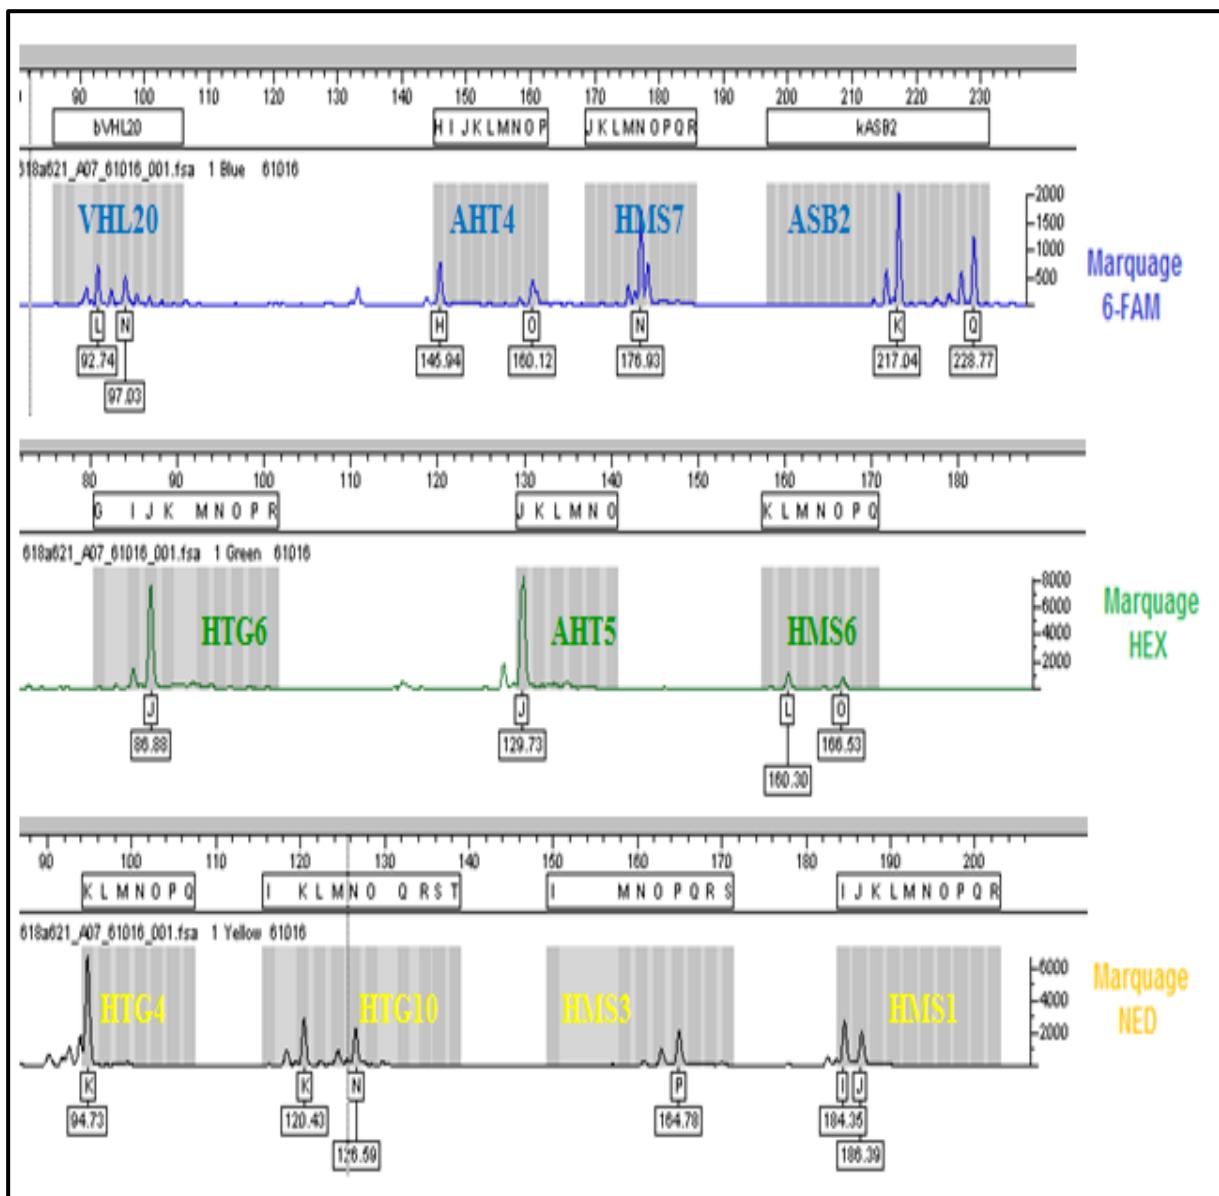 90 100 110 120 130 140 150 160 170 180 190 200 210 220 230
bVHL20 H I J K L M N O P J K L M N O P Q R kASB2
618a621_A07_61016_001.fsa 1 Blue 61016
VHL20 AHT4 HMS7 ASB2
2000
1500
1000
500
Marquage
6-FAM
L N H O N K Q
92.74 145.94 160.12 176.93 217.04 228.77
97.03
80 90 100 110 120 130 140 150 160 170 180
G I J K M N O P R J K L M N O K L M N O P Q
618a621_A07_61016_001.fsa 1 Green 61016
HTG6 AHT5 HMS6
8000
6000
4000
2000
Marquage
HEX
J J L O
86.88 129.73 166.53
160.30
90 100 110 120 130 140 150 160 170 180 190 200
K L M N O P Q I K L M N O Q R S T I M N O P Q R S I J K L M N O P Q R
618a621_A07_61016_001.fsa 1 Yellow 61016
HTG4 HTG10 HMS3 HMS1
6000
4000
2000
Marquage
NED
K K N P I J
94.73 120.43 164.78 184.35
126.59 186.39